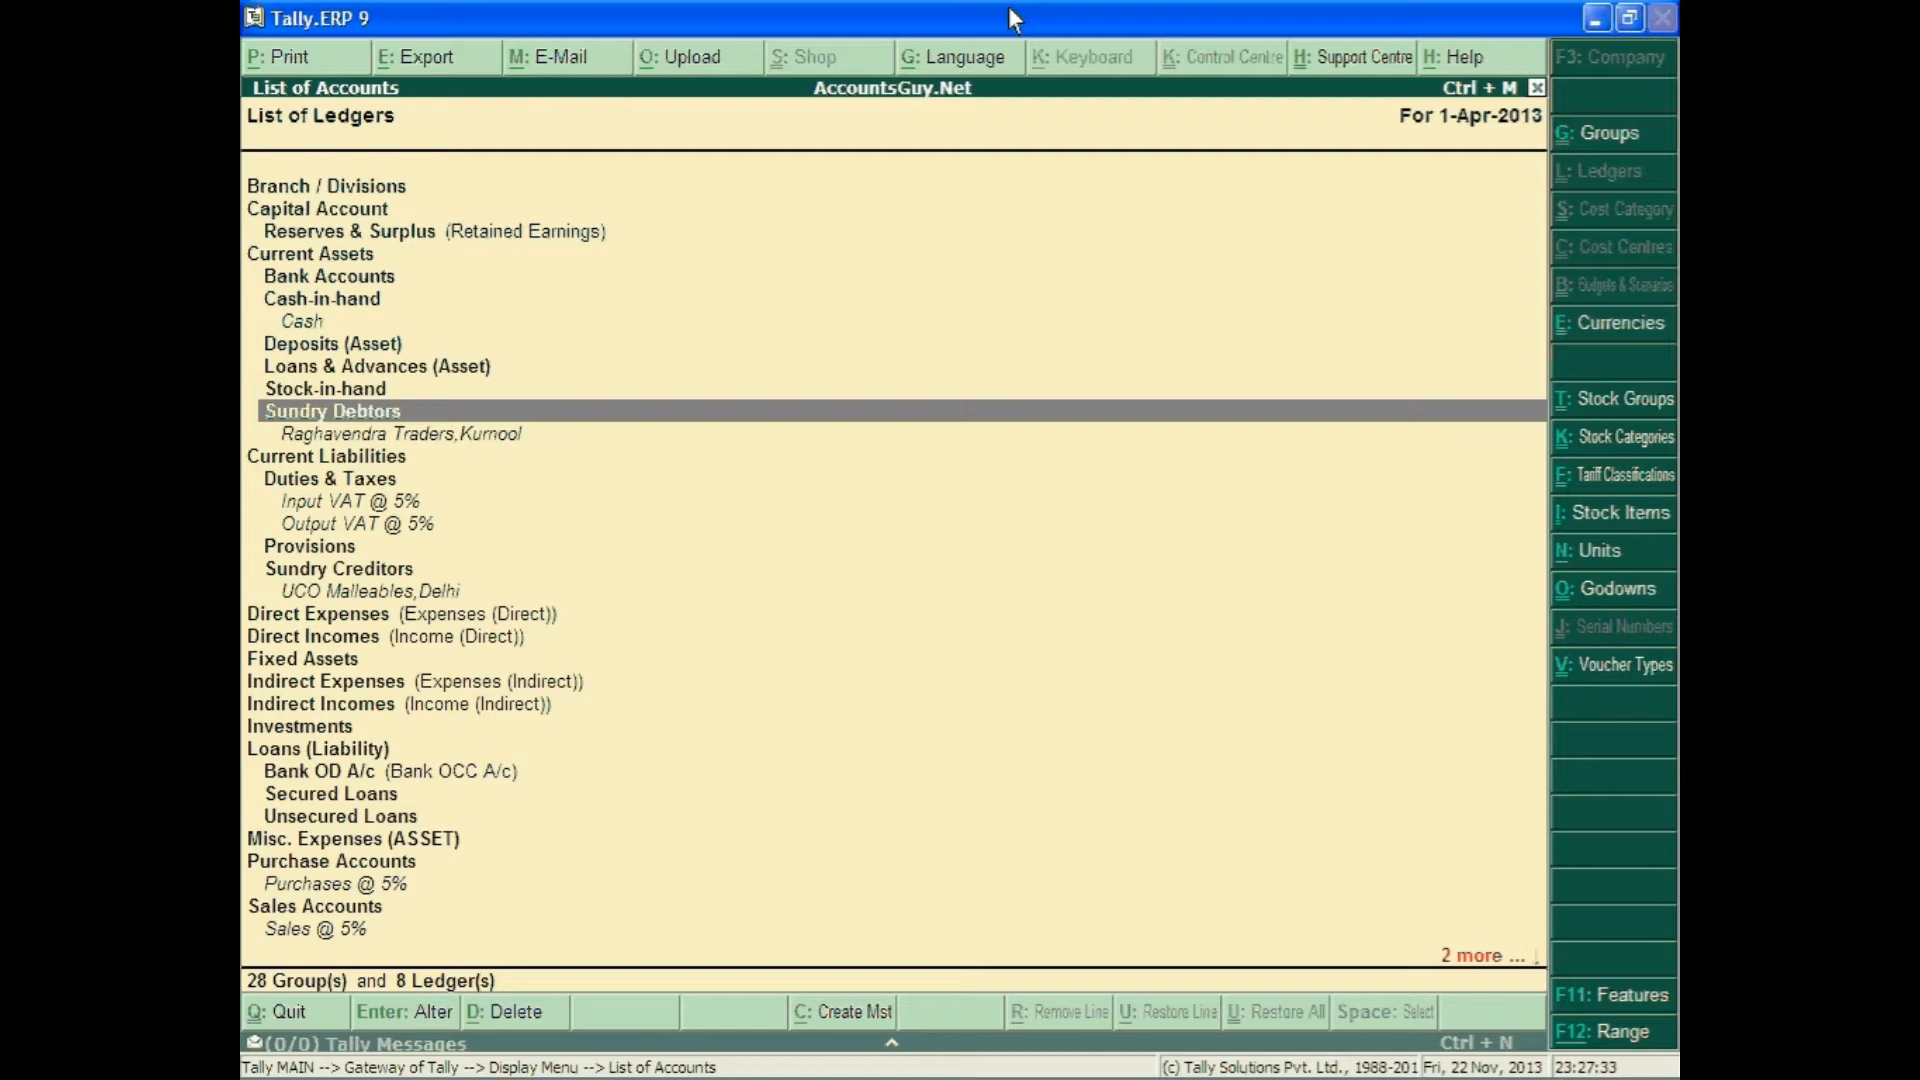 Tally.ERP 9
P: Print E: Export M: E-Mail O: Upload S: Shop G: Language K: Keyboard K: Control Centre H: Support Centre H: Help F3: Company
List of Accounts AccountsGuy.Net Ctrl + M
List of Ledgers For 1-Apr-2013
G: Groups
L: Ledgers
S: Cost Category
C: Cost Centres
B: Budgets & Scenarios
E: Currencies
T: Stock Groups
K: Stock Categories
F: Tariff Classifications
I: Stock Items
N: Units
O: Godowns
J: Serial Numbers
V: Voucher Types
F11: Features
F12: Range
Branch / Divisions
Capital Account
Reserves & Surplus (Retained Earnings)
Current Assets
Bank Accounts
Cash-in-hand
Cash
Deposits (Asset)
Loans & Advances (Asset)
Stock-in-hand
Sundry Debtors
Raghavendra Traders,Kurnool
Current Liabilities
Duties & Taxes
Input VAT @ 5%
Output VAT @ 5%
Provisions
Sundry Creditors
UCO Malleables,Delhi
Direct Expenses (Expenses (Direct))
Direct Incomes (Income (Direct))
Fixed Assets
Indirect Expenses (Expenses (Indirect))
Indirect Incomes (Income (Indirect))
Investments
Loans (Liability)
Bank OD A/c (Bank OCC A/c)
Secured Loans
Unsecured Loans
Misc. Expenses (ASSET)
Purchase Accounts
Purchases @ 5%
Sales Accounts
Sales @ 5%
2 more ... ↓
28 Group(s) and 8 Ledger(s)
Q: Quit Enter: Alter D: Delete C: Create Mst R: Remove Line U: Restore Line U: Restore All Space: Select
(0/0) Tally Messages Ctrl + N
Tally MAIN --> Gateway of Tally --> Display Menu --> List of Accounts (c) Tally Solutions Pvt. Ltd., 1988-201 Fri, 22 Nov, 2013 23:27:33